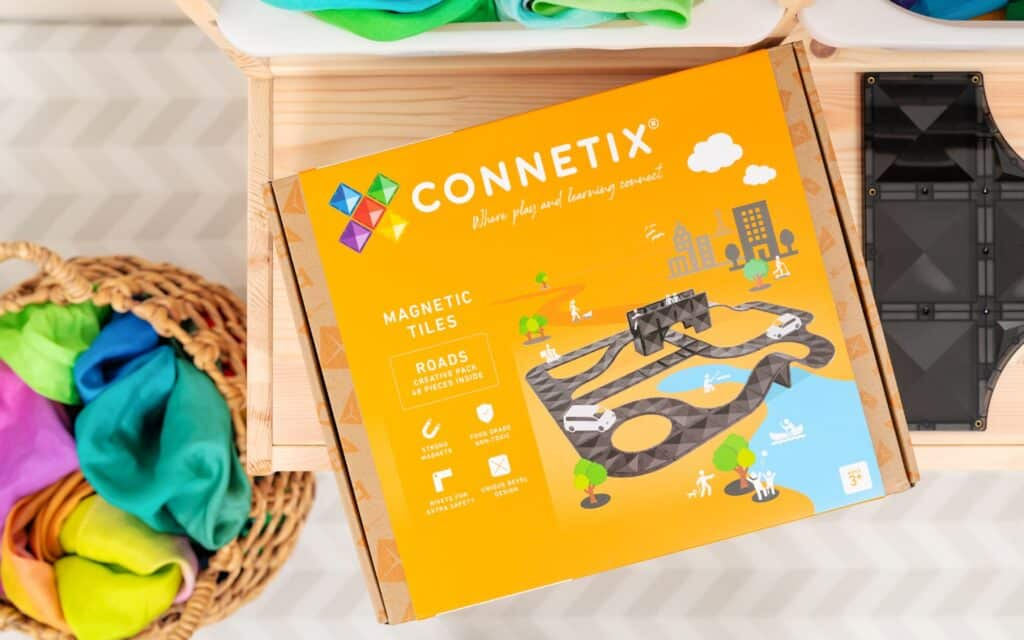 CONNETIX®
Where play and learning connect
MAGNETIC
TILES
ROADS
CREATIVE PACK
48 PIECES INSIDE
STRONG
MAGNETS
FOOD GRADE
NON-TOXIC
RIVETS FOR
EXTRA SAFETY
UNIQUE BEVEL
DESIGN
AGES
3+